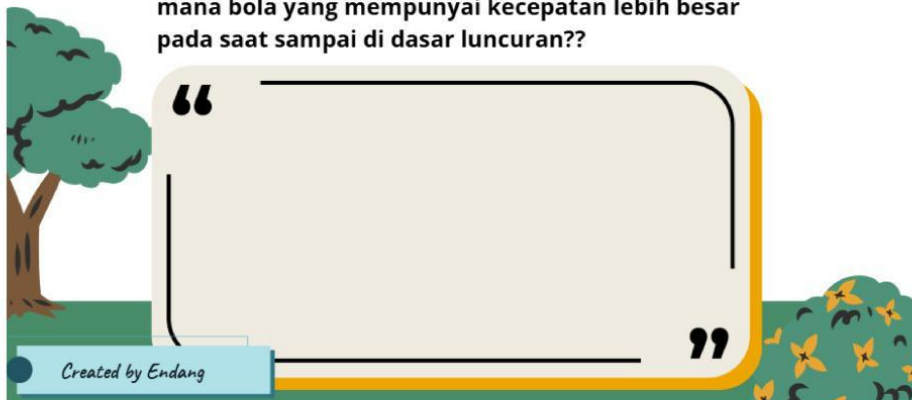 mana bola yang mempunyai kecepatan lebih besar
pada saat sampai di dasar luncuran??
“
”
Created by Endang